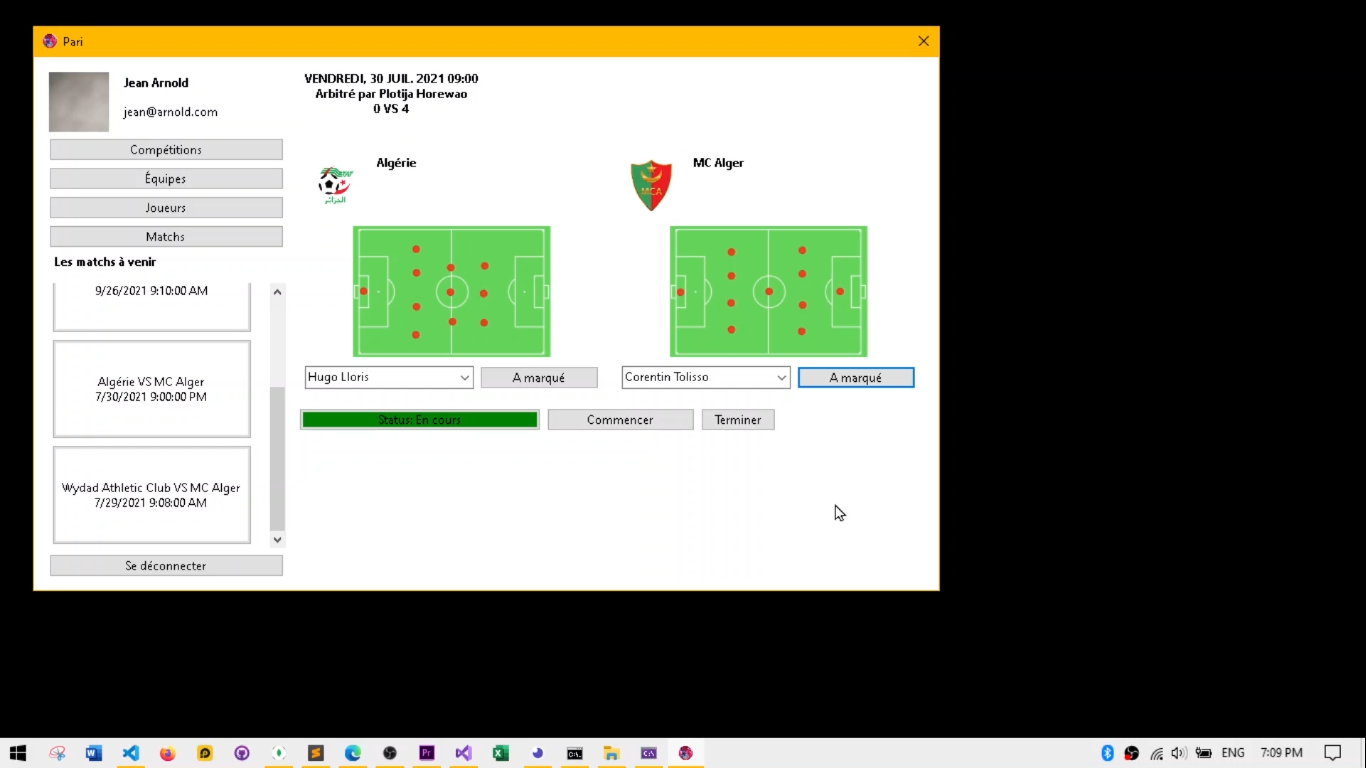 Pari
Jean Arnold
jean@arnold.com
Compétitions
Équipes
Joueurs
Matchs
Les matchs à venir
9/26/2021 9:10:00 AM
Algérie VS MC Alger
7/30/2021 9:00:00 PM
Wydad Athletic Club VS MC Alger
7/29/2021 9:08:00 AM
Se déconnecter
VENDREDI, 30 JUIL. 2021 09:00
Arbitré par Plotija Horewao
0 VS 4
Algérie
الجزائر
MC Alger
MCA
Hugo Lloris
A marqué
Corentin Tolisso
A marqué
Status: En cours
Commencer
Terminer
ENG
7:09 PM